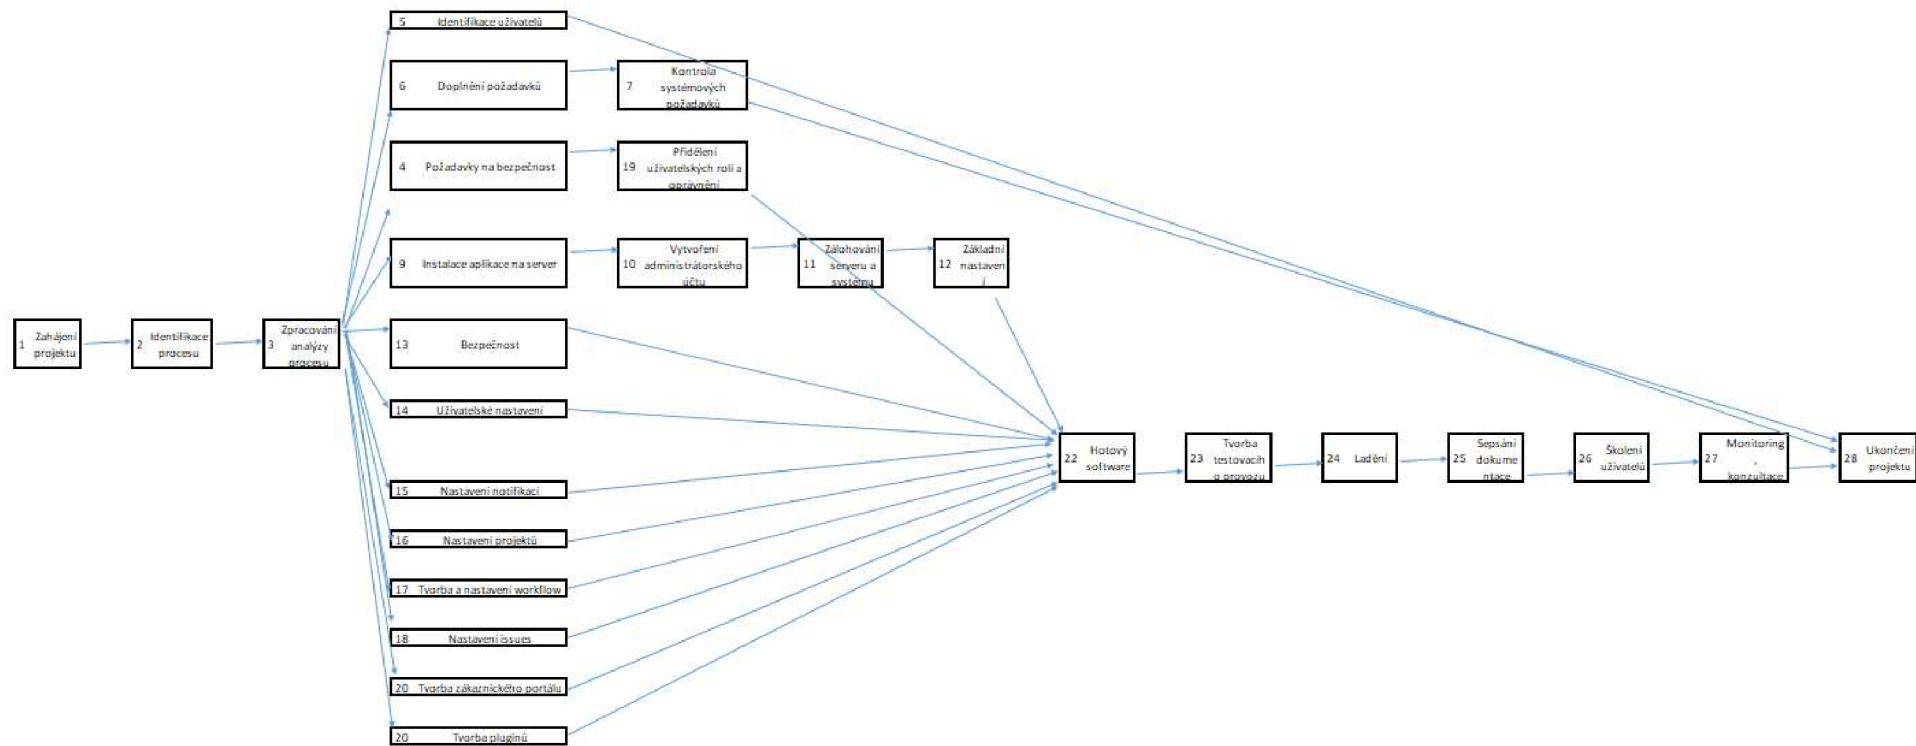 5 Identifikace uživatelů
6 Doplnění požadavků
7 Kontrola
systémových
požadavků
4 Požadavky na bezpečnost
19 Přidělení
uživatelských rolí a
oprávnění
9 Instalace aplikace na server
10 Vytvoření
administrátorského
účtu
11 Zálohování
serveru a
systému
12 Základní
nastaven
í
1 Zahájení
projektu
2 Identifikace
procesu
3 Zpracování
analýzy
procesu
13 Bezpečnost
14 Uživatelské nastavení
15 Nastavení notifikací
16 Nastavení projektů
17 Tvorba a nastavení workflow
18 Nastavení issues
20 Tvorba zákaznického portálu
20 Tvorba pluginů
22 Hotový
software
23 Tvorba
testovacíh
o provozu
24 Ladění
25 Sepsání
dokume
ntace
26 Školení
uživatelů
27 Monitoring
,
konzultace
28 Ukončení
projektu